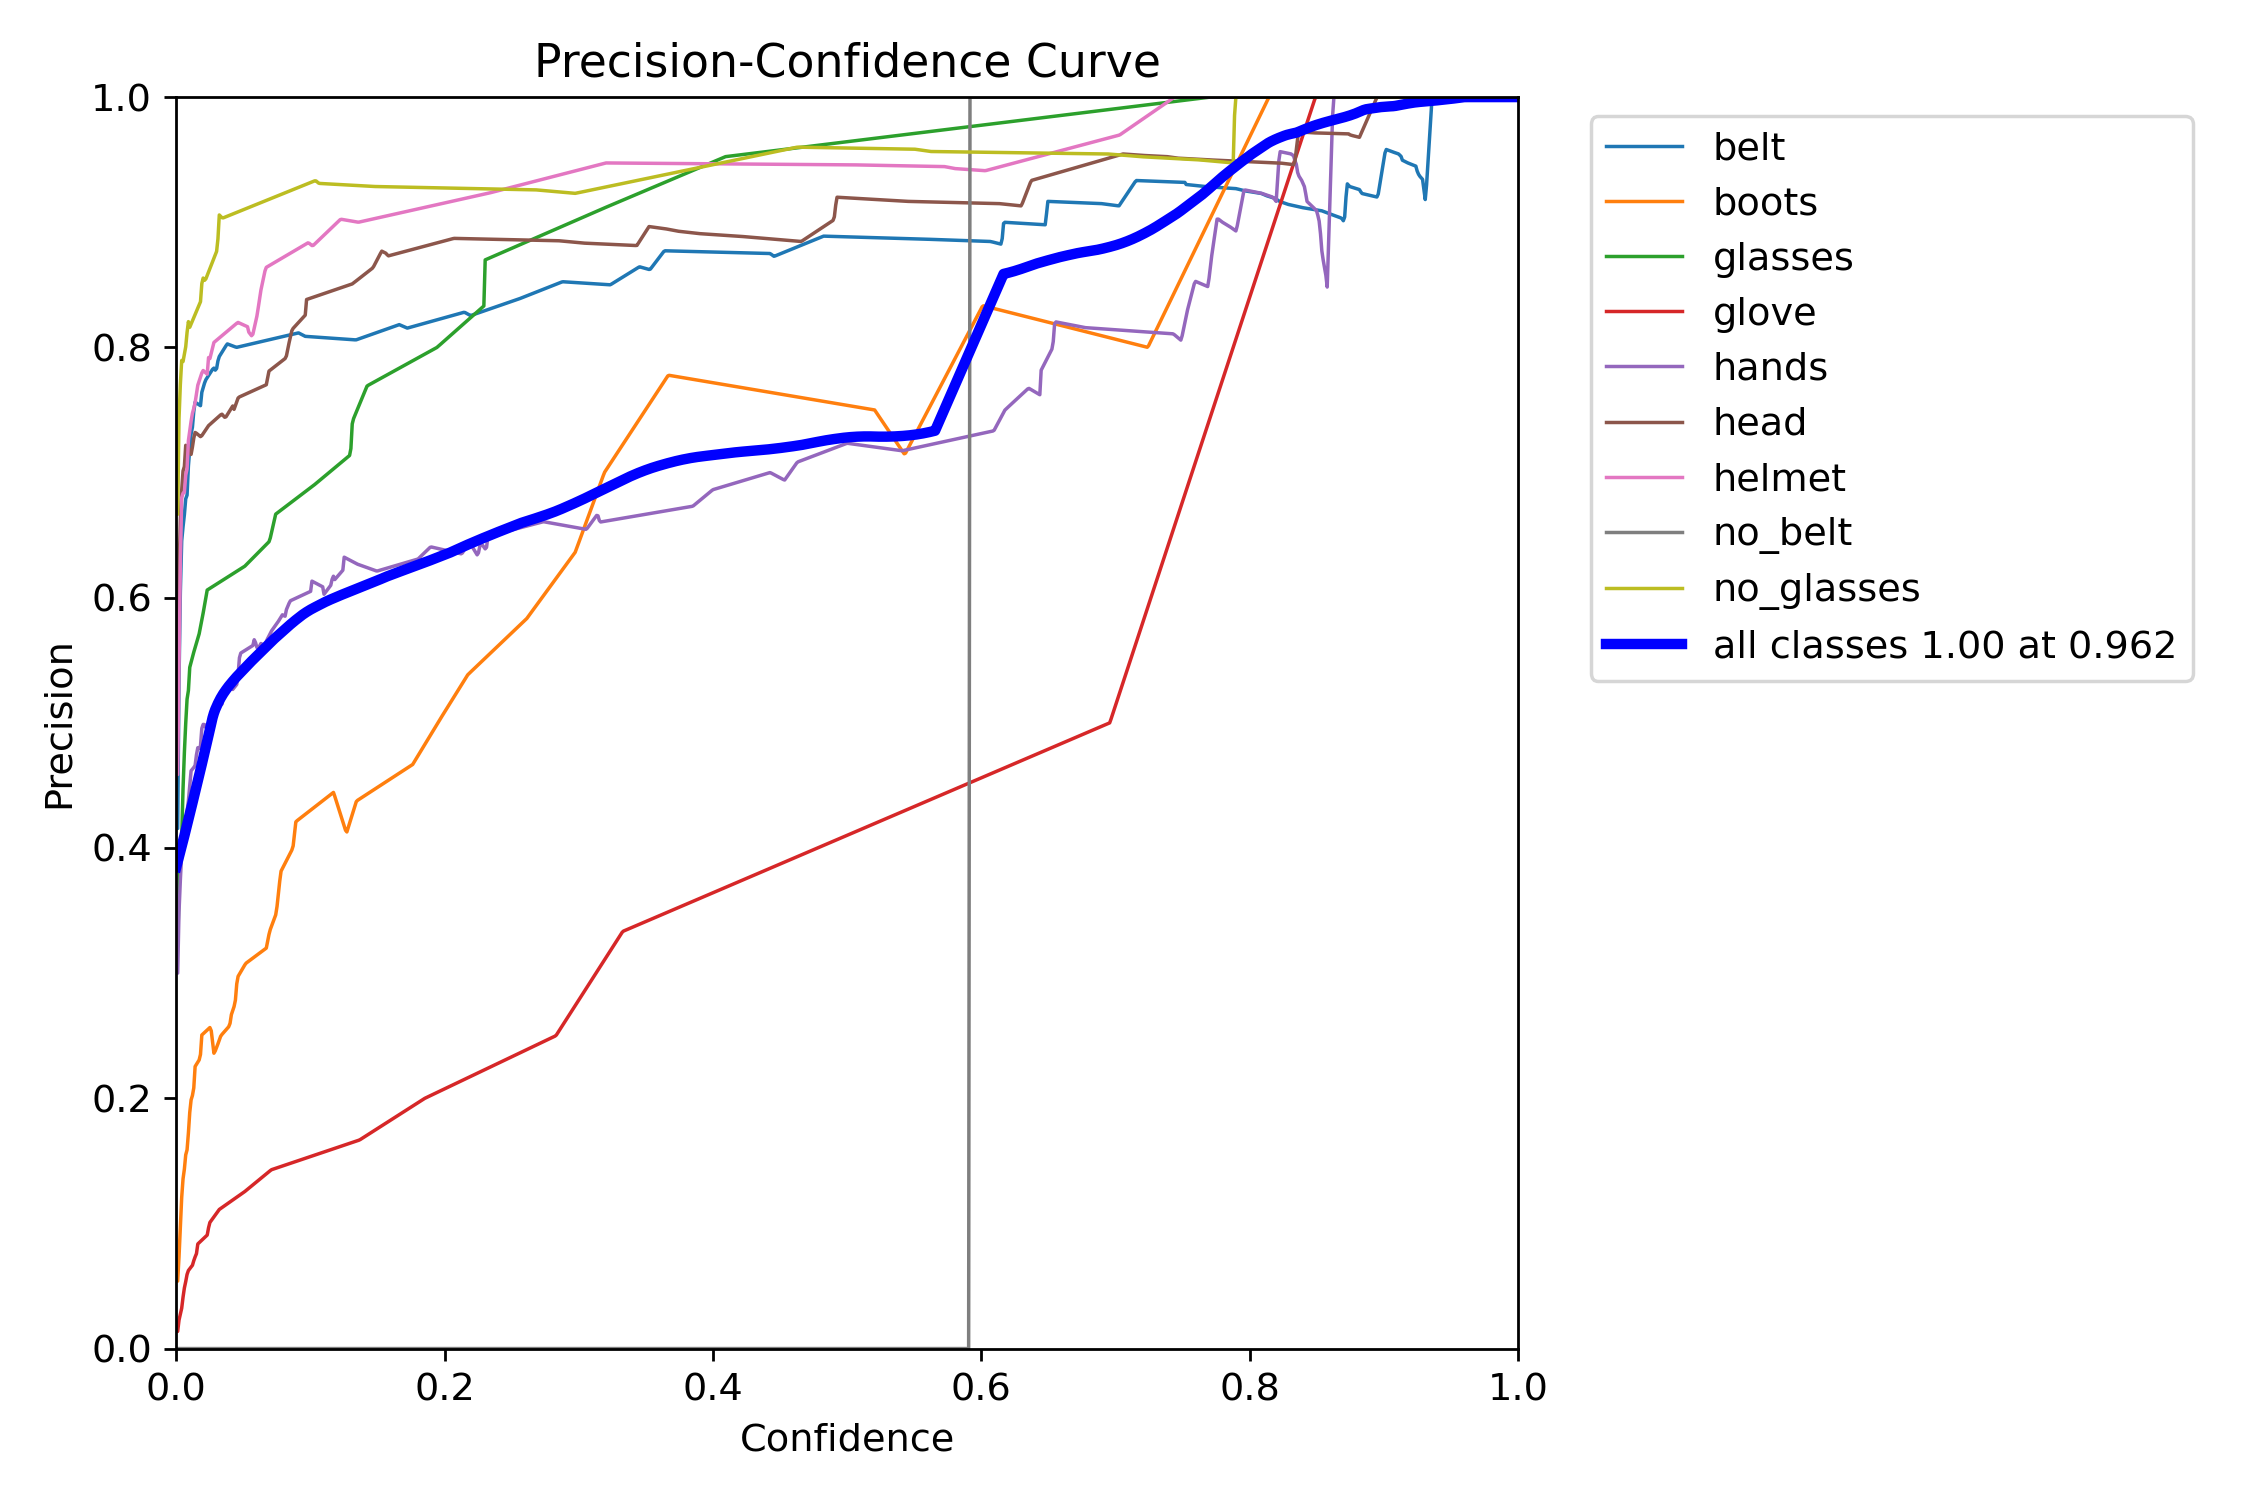 Precision-Confidence Curve
1.0
0.8
0.6
0.4
0.2
0.0
Precision
0.0 0.2 0.4 0.6 0.8 1.0
Confidence
belt
boots
glasses
glove
hands
head
helmet
no_belt
no_glasses
all classes 1.00 at 0.962